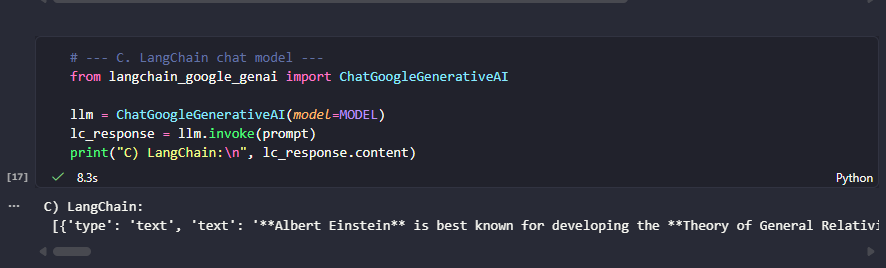 # --- C. LangChain chat model ---
from langchain_google_genai import ChatGoogleGenerativeAI
llm = ChatGoogleGenerativeAI(model=MODEL)
lc_response = llm.invoke(prompt)
print("C) LangChain:\n", lc_response.content)
[17] ✓ 8.3s Python
... C) LangChain:
[{'type': 'text', 'text': '**Albert Einstein** is best known for developing the **Theory of General Relativi